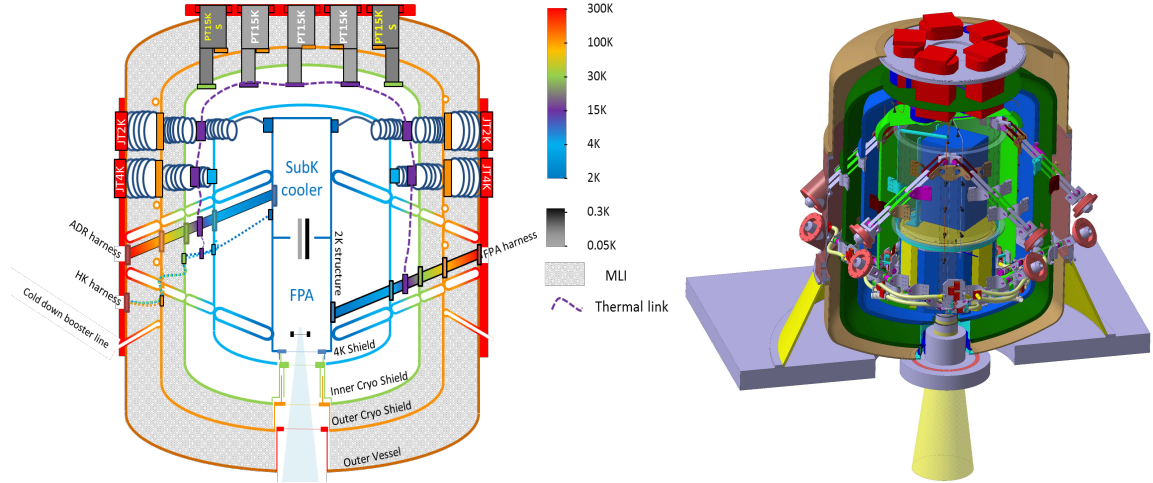 PT15K
S
PT15K
PT15K
PT15K
PT15K
S
300K
100K
30K
15K
4K
2K
0.3K
0.05K
MLI
Thermal link
JT2K
JT4K
JT2K
JT4K
SubK
cooler
2K structure
FPA
ADR harness
HK harness
Cold down booster line
FPA harness
4K Shield
Inner Cryo Shield
Outer Cryo Shield
Outer Vessel